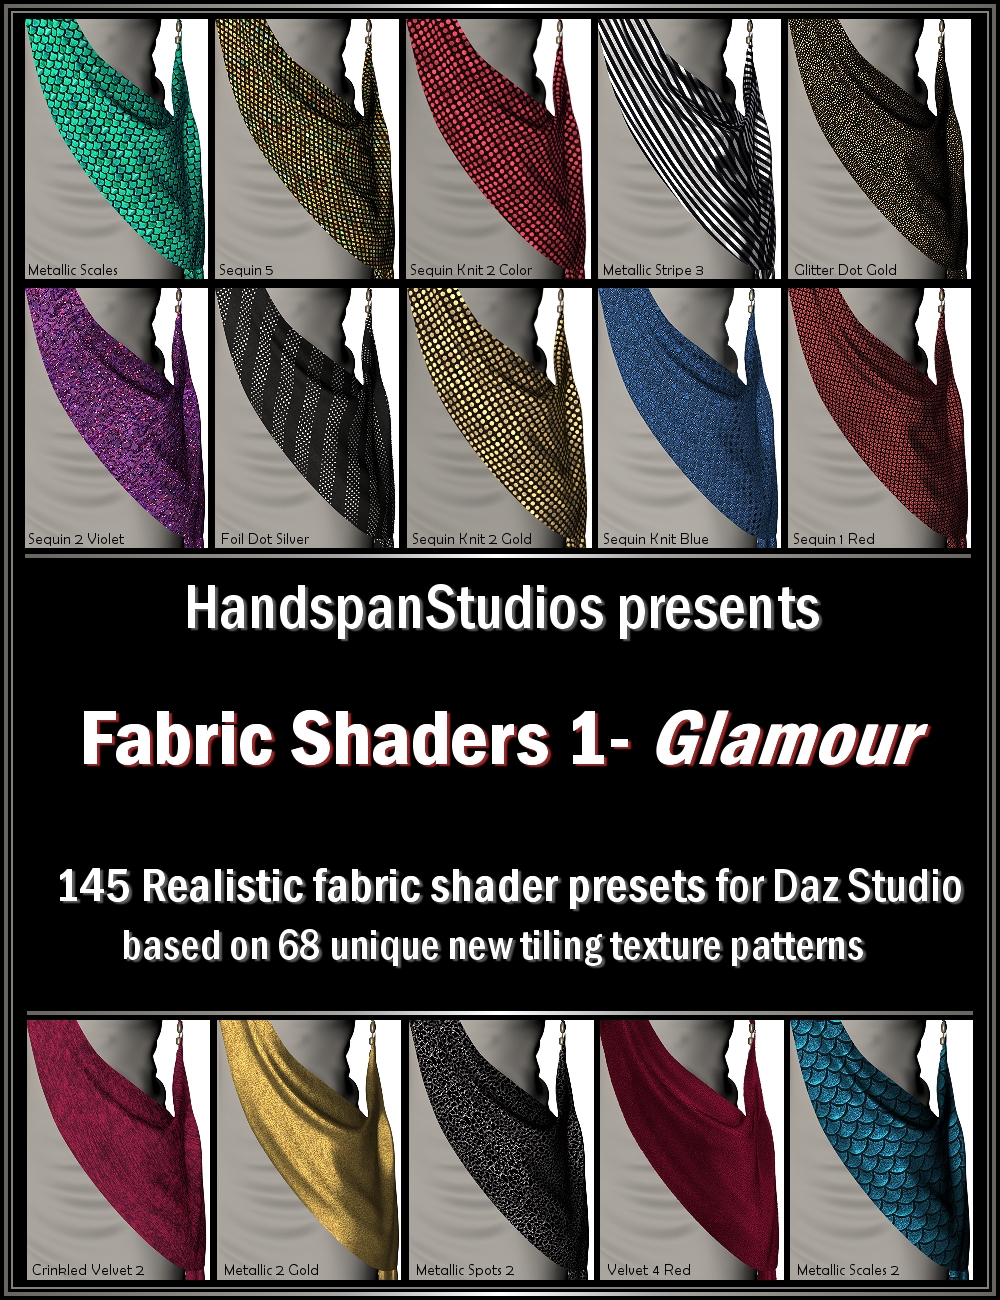 Metallic Scales
Sequin 5
Sequin Knit 2 Color
Metallic Stripe 3
Glitter Dot Gold
Sequin 2 Violet
Foil Dot Silver
Sequin Knit 2 Gold
Sequin Knit Blue
Sequin 1 Red
HandspanStudios presents
Fabric Shaders 1- Glamour
145 Realistic fabric shader presets for Daz Studio
based on 68 unique new tiling texture patterns
Crinkled Velvet 2
Metallic 2 Gold
Metallic Spots 2
Velvet 4 Red
Metallic Scales 2